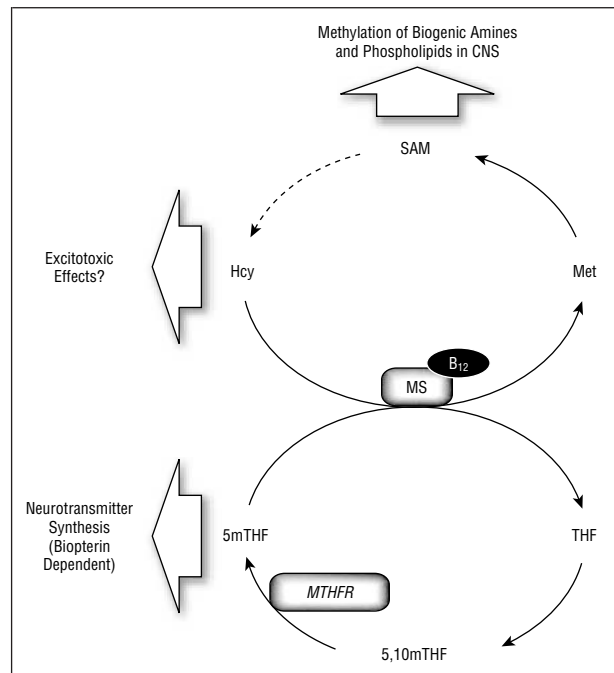 Methylation of Biogenic Amines
and Phospholipids in CNS
SAM
Excitotoxic
Effects?
Hcy
Met
B12
MS
Neurotransmitter
Synthesis
(Biopterin
Dependent)
5mTHF
THF
MTHFR
5,10mTHF